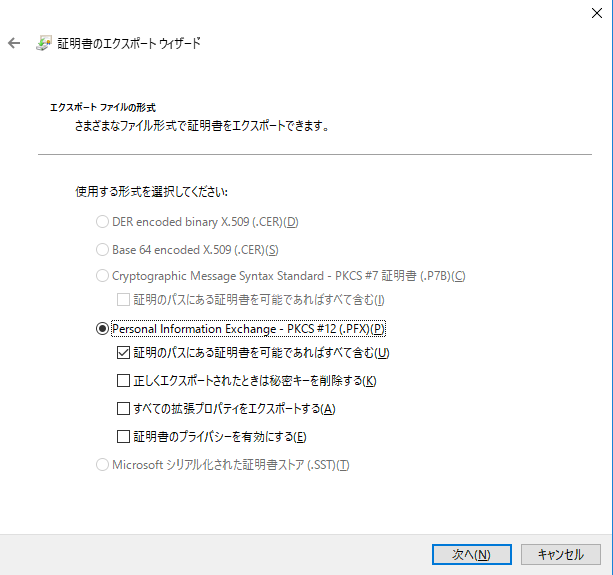 証明書のエクスポート ウィザード
エクスポート ファイルの形式
さまざまなファイル形式で証明書をエクスポートできます。
使用する形式を選択してください:
DER encoded binary X.509 (.CER)(D)
Base 64 encoded X.509 (.CER)(S)
Cryptographic Message Syntax Standard - PKCS #7 証明書 (.P7B)(C)
証明のパスにある証明書を可能であればすべて含む(I)
Personal Information Exchange - PKCS #12 (.PFX)(P)
証明のパスにある証明書を可能であればすべて含む(U)
正しくエクスポートされたときは秘密キーを削除する(K)
すべての拡張プロパティをエクスポートする(A)
証明書のプライバシーを有効にする(E)
Microsoft シリアル化された証明書ストア (.SST)(T)
次へ(N)
キャンセル